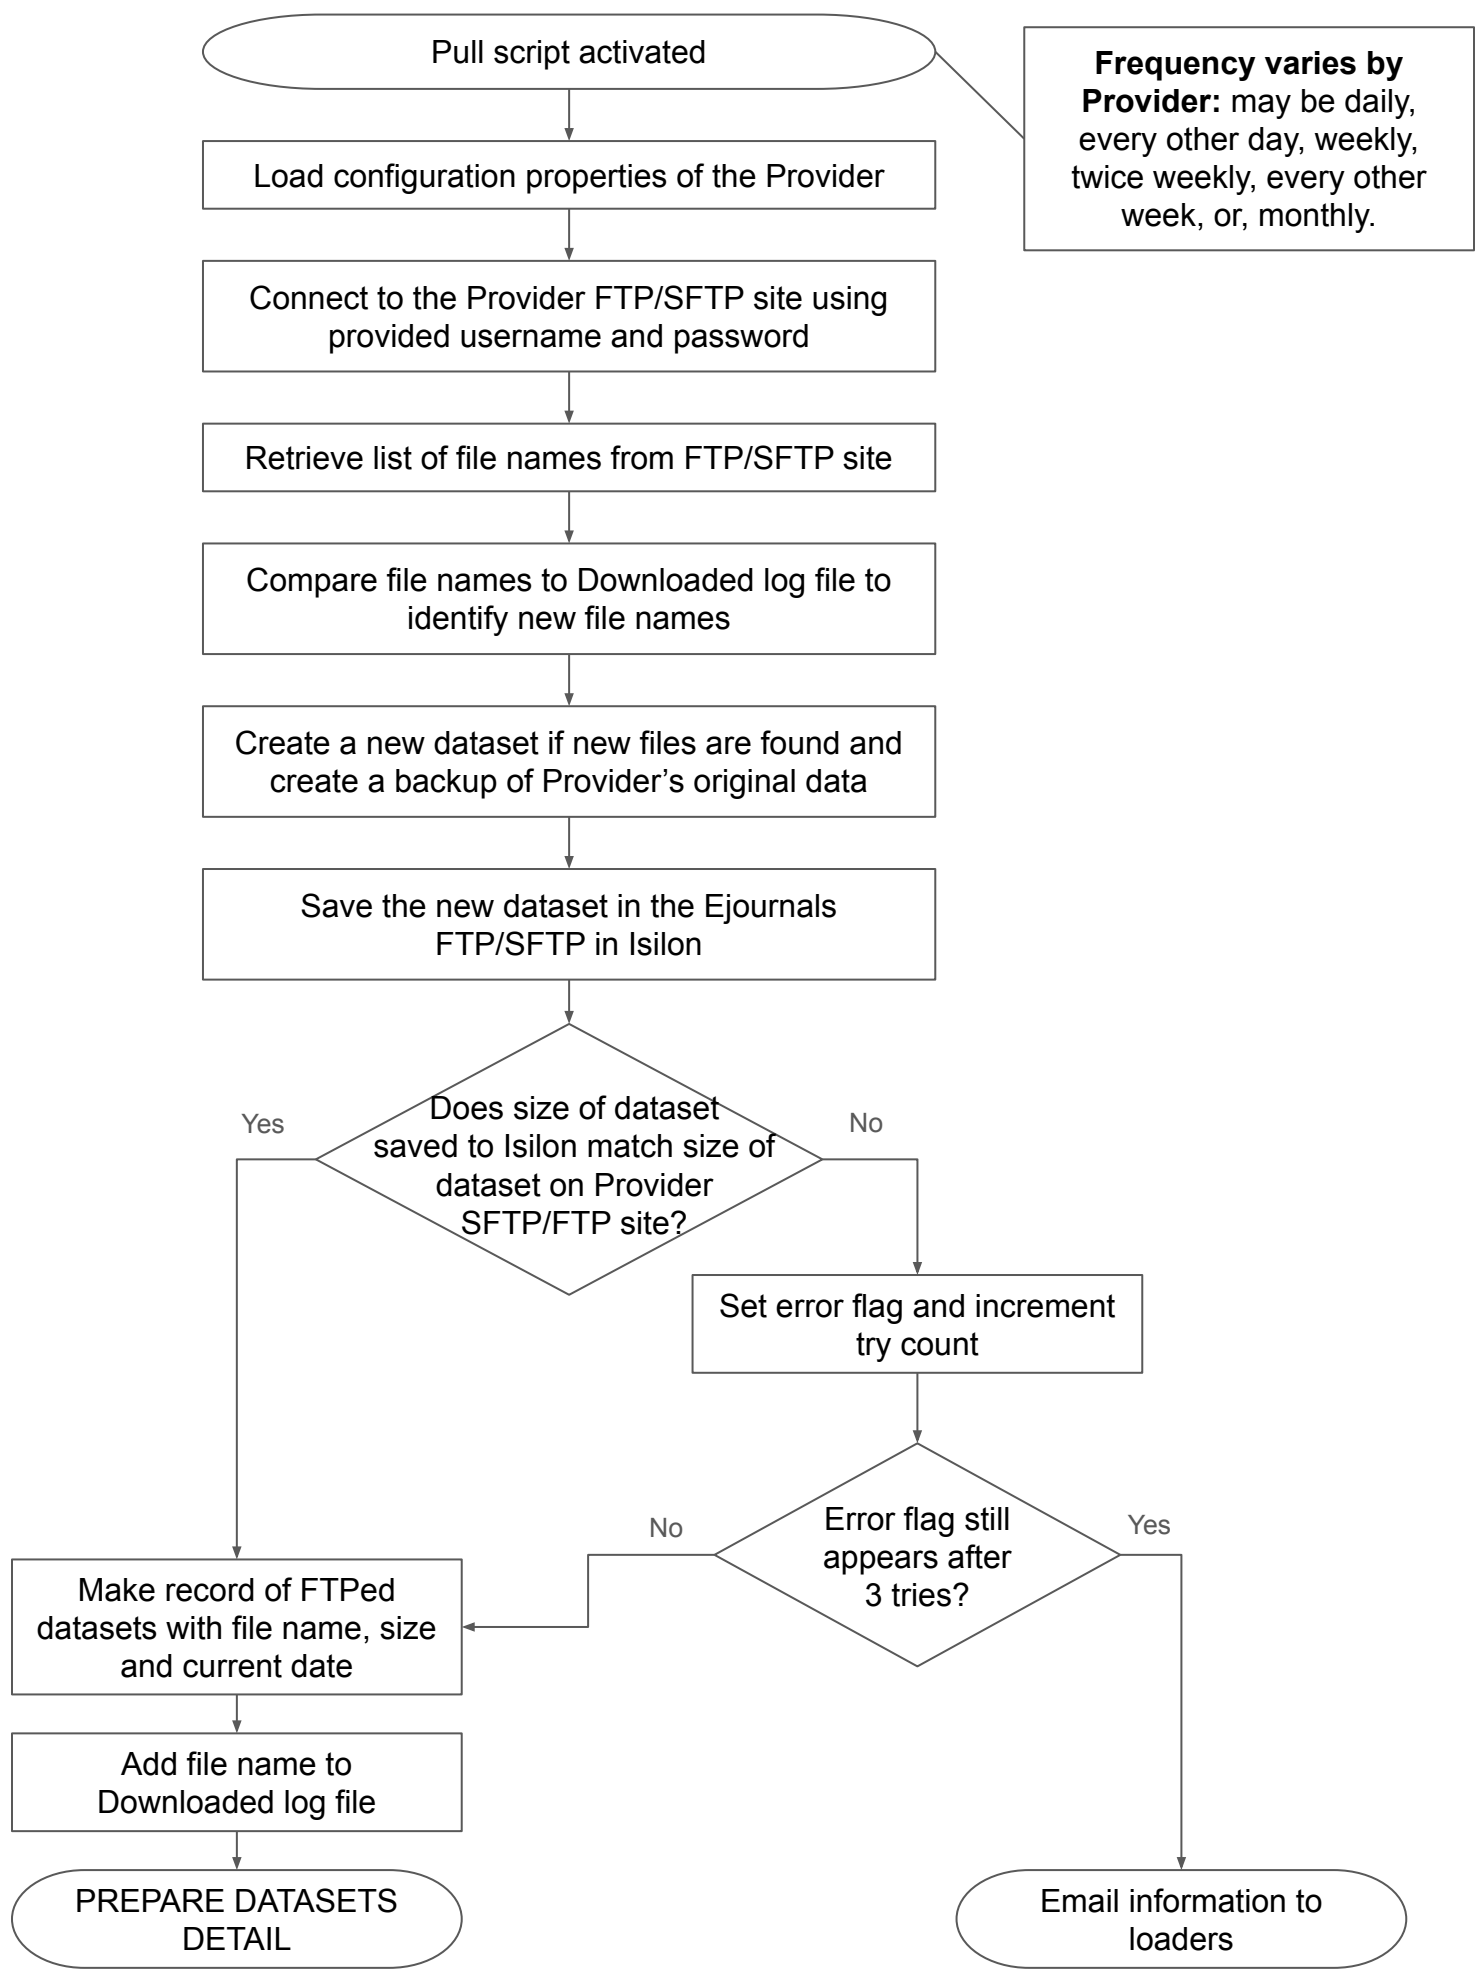 Pull script activated
Frequency varies by
Provider: may be daily,
every other day, weekly,
twice weekly, every other
week, or, monthly.
Load configuration properties of the Provider
Connect to the Provider FTP/SFTP site using
provided username and password
Retrieve list of file names from FTP/SFTP site
Compare file names to Downloaded log file to
identify new file names
Create a new dataset if new files are found and
create a backup of Provider’s original data
Save the new dataset in the Ejournals
FTP/SFTP in Isilon
Does size of dataset
saved to Isilon match size of
dataset on Provider
SFTP/FTP site?
Yes
No
Set error flag and increment
try count
Error flag still
appears after
3 tries?
No
Yes
Make record of FTPed
datasets with file name, size
and current date
Add file name to
Downloaded log file
PREPARE DATASETS
DETAIL
Email information to
loaders